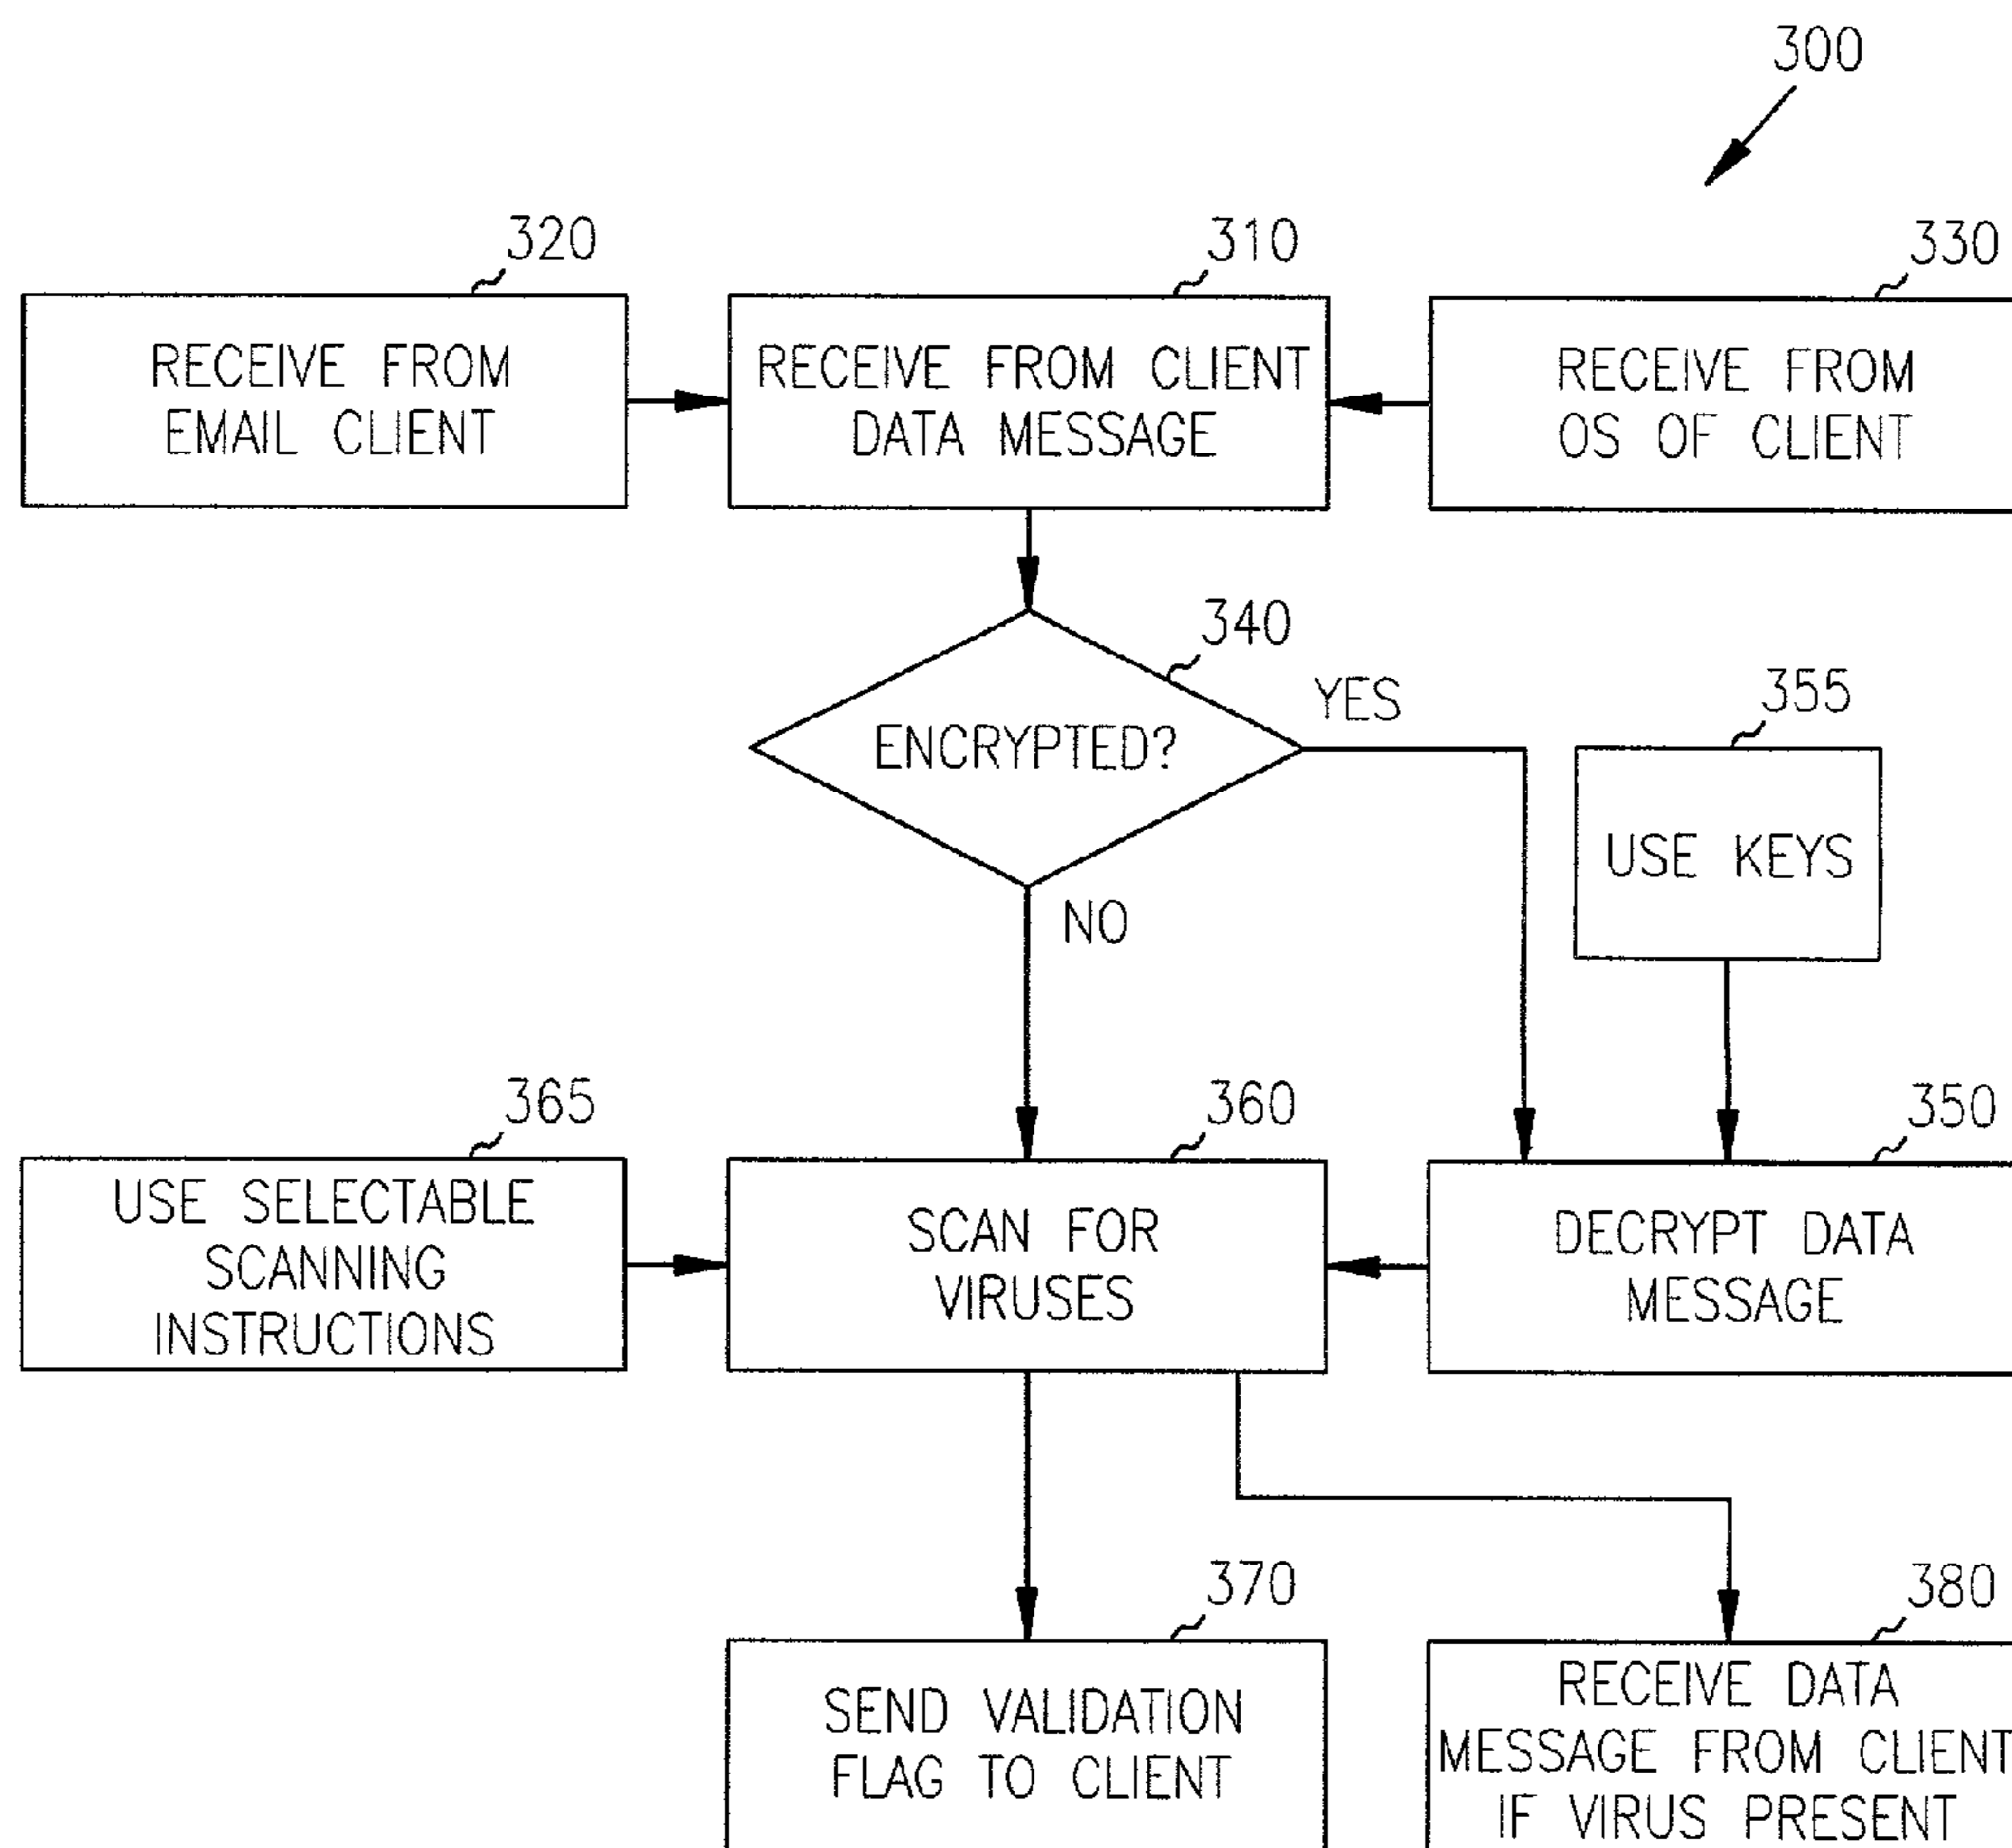 300
320
310
330
RECEIVE FROM
EMAIL CLIENT
RECEIVE FROM CLIENT
DATA MESSAGE
RECEIVE FROM
OS OF CLIENT
340
ENCRYPTED?
YES
355
USE KEYS
NO
365
360
350
USE SELECTABLE
SCANNING
INSTRUCTIONS
SCAN FOR
VIRUSES
DECRYPT DATA
MESSAGE
370
380
SEND VALIDATION
FLAG TO CLIENT
RECEIVE DATA
MESSAGE FROM CLIENT
IF VIRUS PRESENT